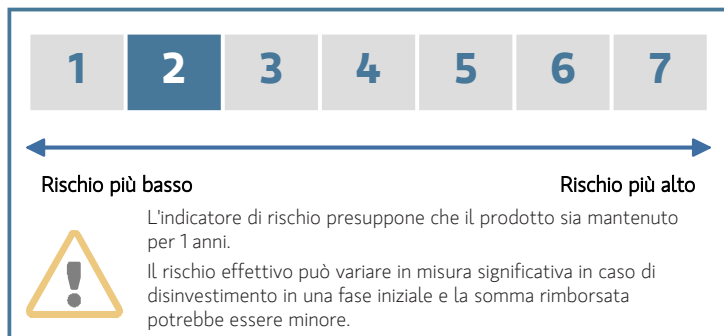 1 2 3 4 5 6 7
Rischio più basso Rischio più alto
L'indicatore di rischio presuppone che il prodotto sia mantenuto
per 1 anni.
Il rischio effettivo può variare in misura significativa in caso di
disinvestimento in una fase iniziale e la somma rimborsata
potrebbe essere minore.